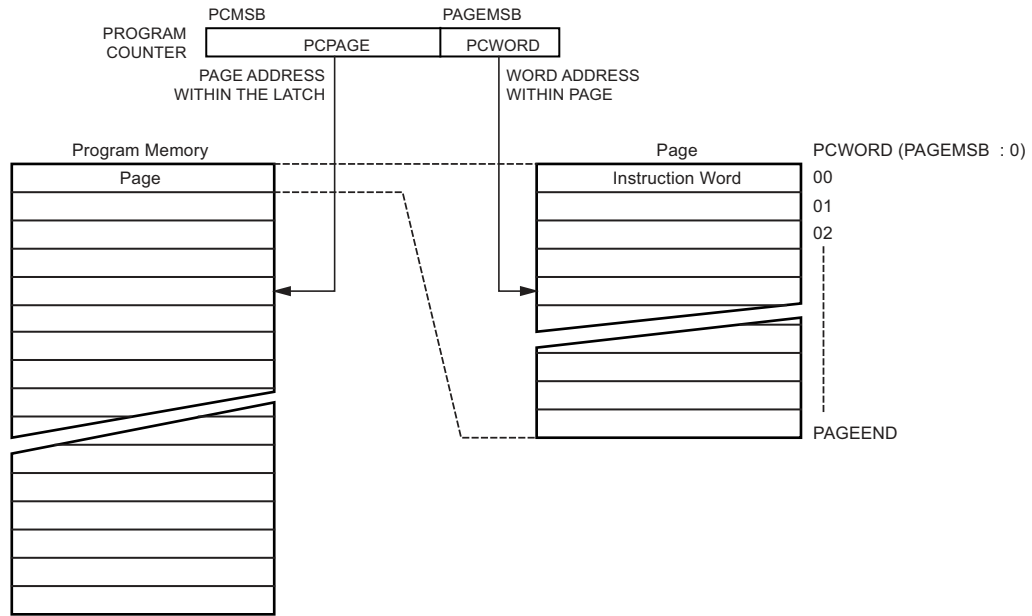 PCMSB
PAGEMSB
PROGRAM
COUNTER
PCPAGE
PCWORD
PAGE ADDRESS
WITHIN THE LATCH
WORD ADDRESS
WITHIN PAGE
Program Memory
Page
PCWORD (PAGEMSB : 0)
Page
Instruction Word
00
01
02
PAGEEND